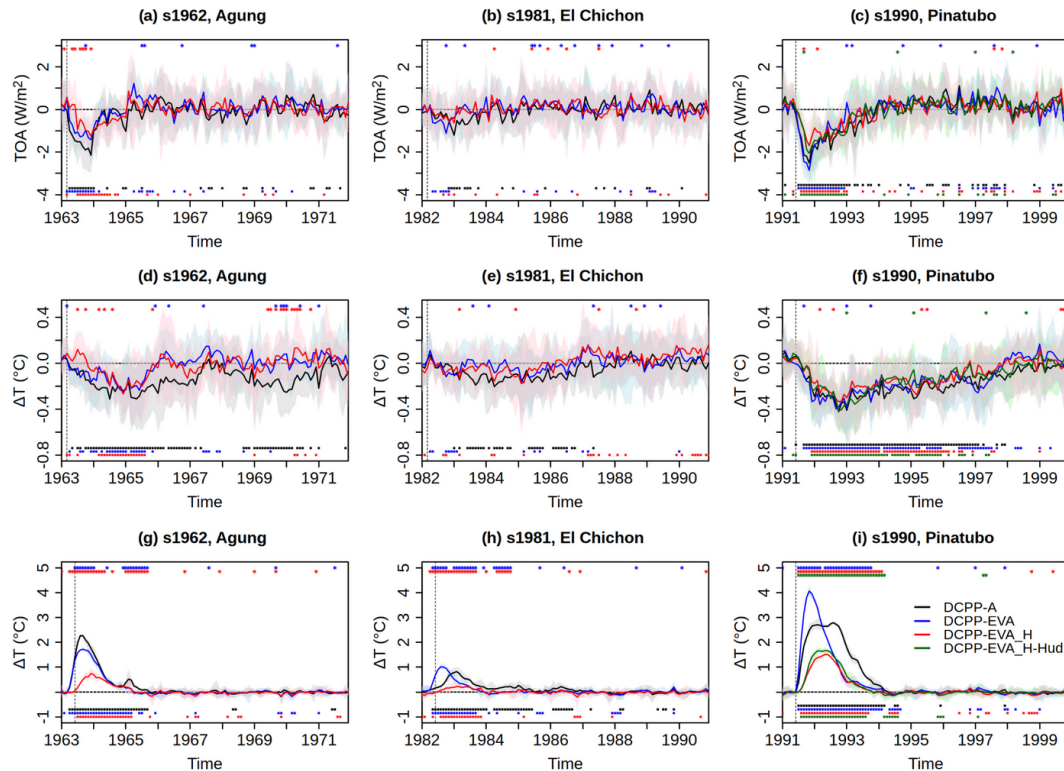 (a) s1962, Agung
(b) s1981, El Chichon
(c) s1990, Pinatubo
TOA (W/m²)
2
0
-2
-4
1963 1965 1967 1969 1971
Time
TOA (W/m²)
2
0
-2
-4
1982 1984 1986 1988 1990
Time
TOA (W/m²)
2
0
-2
-4
1991 1993 1995 1997 1999
Time
(d) s1962, Agung
(e) s1981, El Chichon
(f) s1990, Pinatubo
ΔT (°C)
0.4
0.0
-0.4
-0.8
1963 1965 1967 1969 1971
Time
ΔT (°C)
0.4
0.0
-0.4
-0.8
1982 1984 1986 1988 1990
Time
ΔT (°C)
0.4
0.0
-0.4
-0.8
1991 1993 1995 1997 1999
Time
(g) s1962, Agung
(h) s1981, El Chichon
(i) s1990, Pinatubo
ΔT (°C)
5
4
3
2
1
-1
1963 1965 1967 1969 1971
Time
ΔT (°C)
5
4
3
2
1
-1
1982 1984 1986 1988 1990
Time
ΔT (°C)
5
4
3
2
1
-1
DCPP-A
DCPP-EVA
DCPP-EVA_H
DCPP-EVA_H-Hud
1991 1993 1995 1997 1999
Time